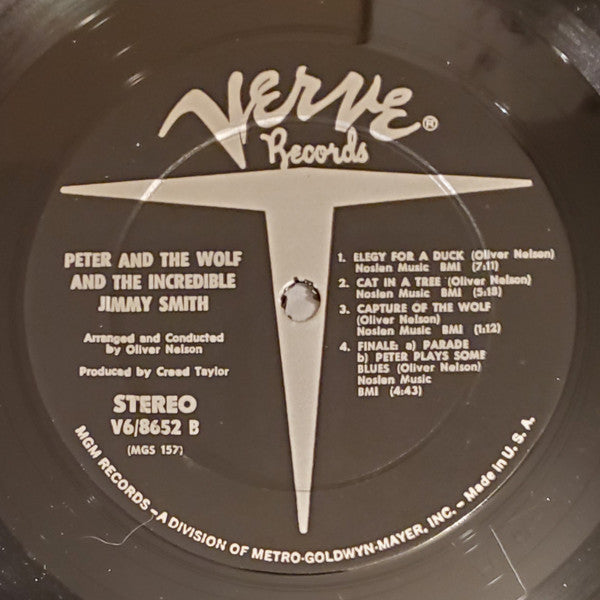 VERVE®
Records
PETER AND THE WOLF
AND THE INCREDIBLE
JIMMY SMITH
Arranged and Conducted
by Oliver Nelson
Produced by Creed Taylor
STEREO
V6/8652 B
(MGS 157)
1. ELEGY FOR A DUCK (Oliver Nelson)
Noslen Music BMI (7:11)
2. CAT IN A TREE (Oliver Nelson)
Noslen Music BMI (5:18)
3. CAPTURE OF THE WOLF
(Oliver Nelson)
Noslen Music BMI (1:12)
4. FINALE: a) PARADE
b) PETER PLAYS SOME
BLUES (Oliver Nelson)
Noslen Music
BMI (4:43)
MGM RECORDS – A DIVISION OF METRO-GOLDWYN-MAYER, INC. – Made in U. S. A.